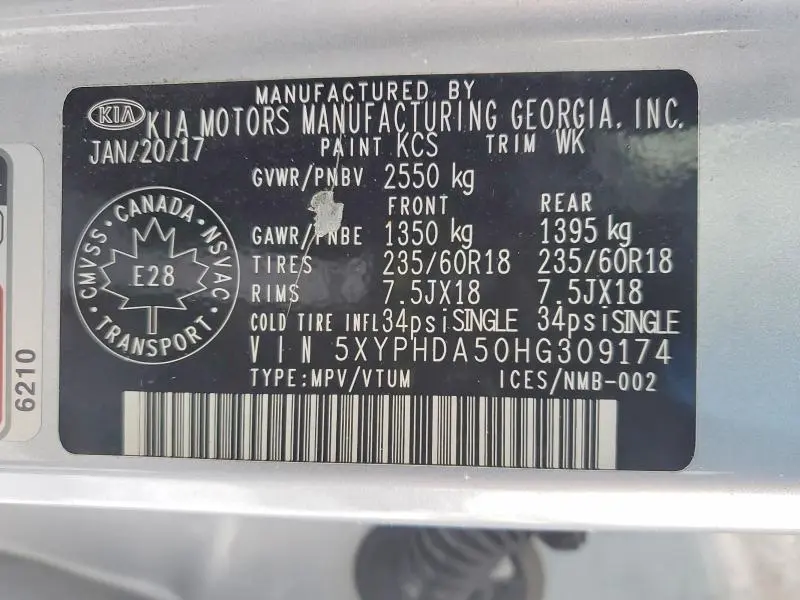 MANUFACTURED BY
KIA KIA MOTORS MANUFACTURING GEORGIA, INC.
JAN/20/17 PAINT KCS TRIM WK
GVWR/PNBV 2550 kg
FRONT REAR
GAWR/PNBE 1350 kg 1395 kg
TIRES 235/60R18 235/60R18
RIMS 7.5JX18 7.5JX18
COLD TIRE INFL 34psi SINGLE 34psi SINGLE
VIN 5XYPHDA50HG309174
TYPE:MPV/VTUM ICES/NMB-002
CMVSS · CANADA · NSVAC ·
E28
TRANSPORT
6210